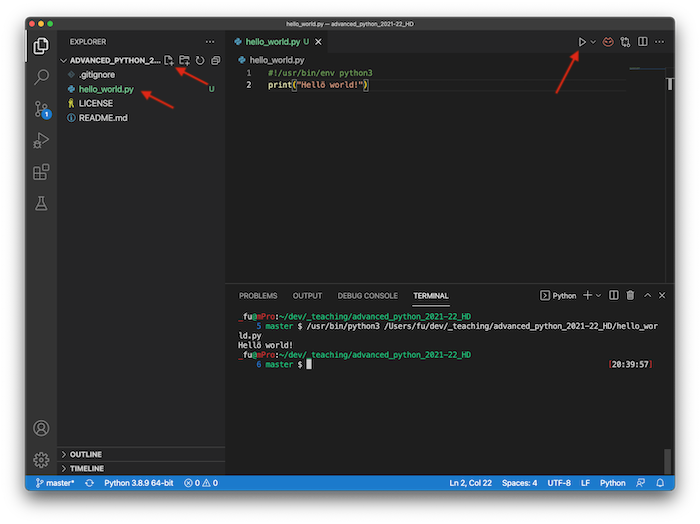 hello_world.py — advanced_python_2021-22_HD
EXPLORER
ADVANCED_PYTHON_2...
.gitignore
hello_world.py U
LICENSE
README.md
OUTLINE
TIMELINE
1
hello_world.py U
hello_world.py
1 #!/usr/bin/env python3
2 print("Hellö world!")
PROBLEMS OUTPUT DEBUG CONSOLE TERMINAL
Python
_fu@mPro:~/dev/_teaching/advanced_python_2021-22_HD
5 master $ /usr/bin/python3 /Users/fu/dev/_teaching/advanced_python_2021-22_HD/hello_wor
ld.py
Hellö world!
_fu@mPro:~/dev/_teaching/advanced_python_2021-22_HD
6 master $ [20:39:57]
master* Python 3.8.9 64-bit 0 0 Ln 2, Col 22 Spaces: 4 UTF-8 LF Python